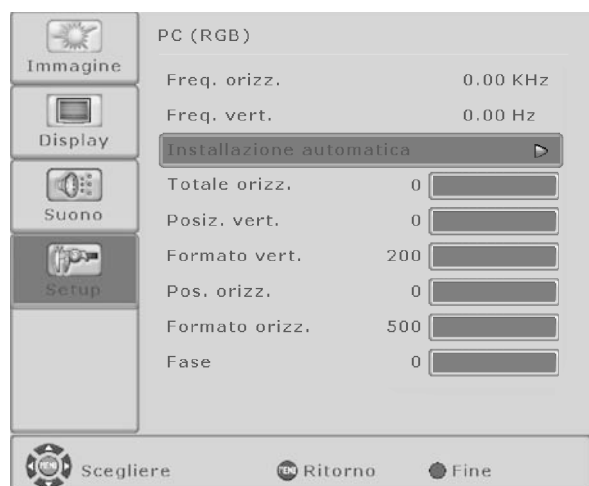 PC (RGB)
Immagine
Display
Suono
Setup
Freq. orizz. 0.00 KHz
Freq. vert. 0.00 Hz
Installazione automatica
Totale orizz. 0
Posiz. vert. 0
Formato vert. 200
Pos. orizz. 0
Formato orizz. 500
Fase 0
MENU Scegliere MENU Ritorno Fine